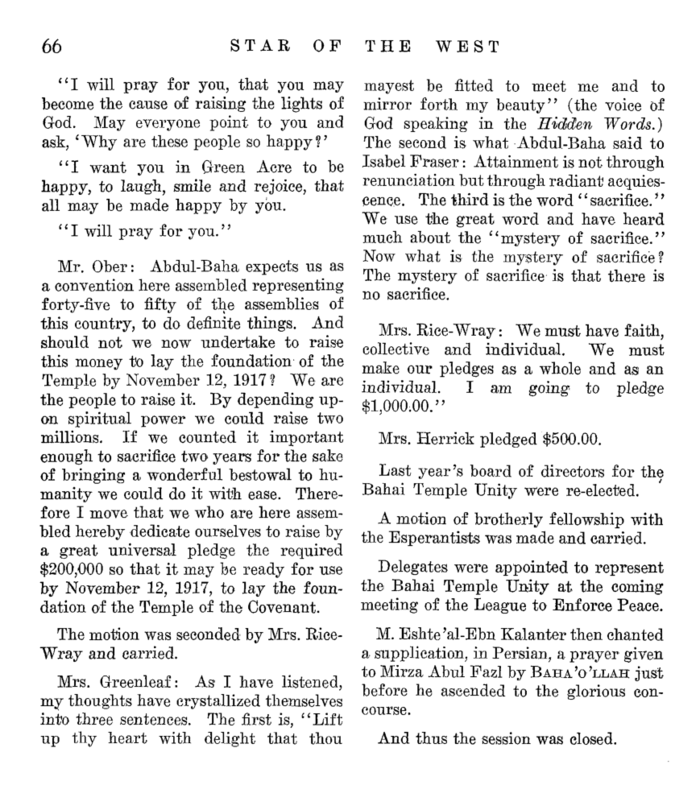 66
STAR OF THE WEST
"I will pray for you, that you may
become the cause of raising the lights of
God. May everyone point to you and
ask, 'Why are these people so happy?'
"I want you in Green Acre to be
happy, to laugh, smile and rejoice, that
all may be made happy by you.
"I will pray for you."
Mr. Ober: Abdul-Baha expects us as
a convention here assembled representing
forty-five to fifty of the assemblies of
this country, to do definite things. And
should not we now undertake to raise
this money to lay the foundation of the
Temple by November 12, 1917? We are
the people to raise it. By depending up-
on spiritual power we could raise two
millions. If we counted it important
enough to sacrifice two years for the sake
of bringing a wonderful bestowal to hu-
manity we could do it with ease. There-
fore I move that we who are here assem-
bled hereby dedicate ourselves to raise by
a great universal pledge the required
$200,000 so that it may be ready for use
by November 12, 1917, to lay the foun-
dation of the Temple of the Covenant.
The motion was seconded by Mrs. Rice-
Wray and carried.
Mrs. Greenleaf: As I have listened,
my thoughts have crystallized themselves
into three sentences. The first is, "Lift
up thy heart with delight that thou
mayest be fitted to meet me and to
mirror forth my beauty" (the voice of
God speaking in the Hidden Words.)
The second is what Abdul-Baha said to
Isabel Fraser: Attainment is not through
renunciation but through radiant acquies-
cence. The third is the word "sacrifice."
We use the great word and have heard
much about the "mystery of sacrifice."
Now what is the mystery of sacrifice?
The mystery of sacrifice is that there is
no sacrifice.
Mrs. Rice-Wray: We must have faith,
collective and individual. We must
make our pledges as a whole and as an
individual. I am going to pledge
$1,000.00."
Mrs. Herrick pledged $500.00.
Last year's board of directors for the
Bahai Temple Unity were re-elected.
A motion of brotherly fellowship with
the Esperantists was made and carried.
Delegates were appointed to represent
the Bahai Temple Unity at the coming
meeting of the League to Enforce Peace.
M. Eshte'al-Ebn Kalanter then chanted
a supplication, in Persian, a prayer given
to Mirza Abul Fazl by BAHA'O'LLAH just
before he ascended to the glorious con-
course.
And thus the session was closed.